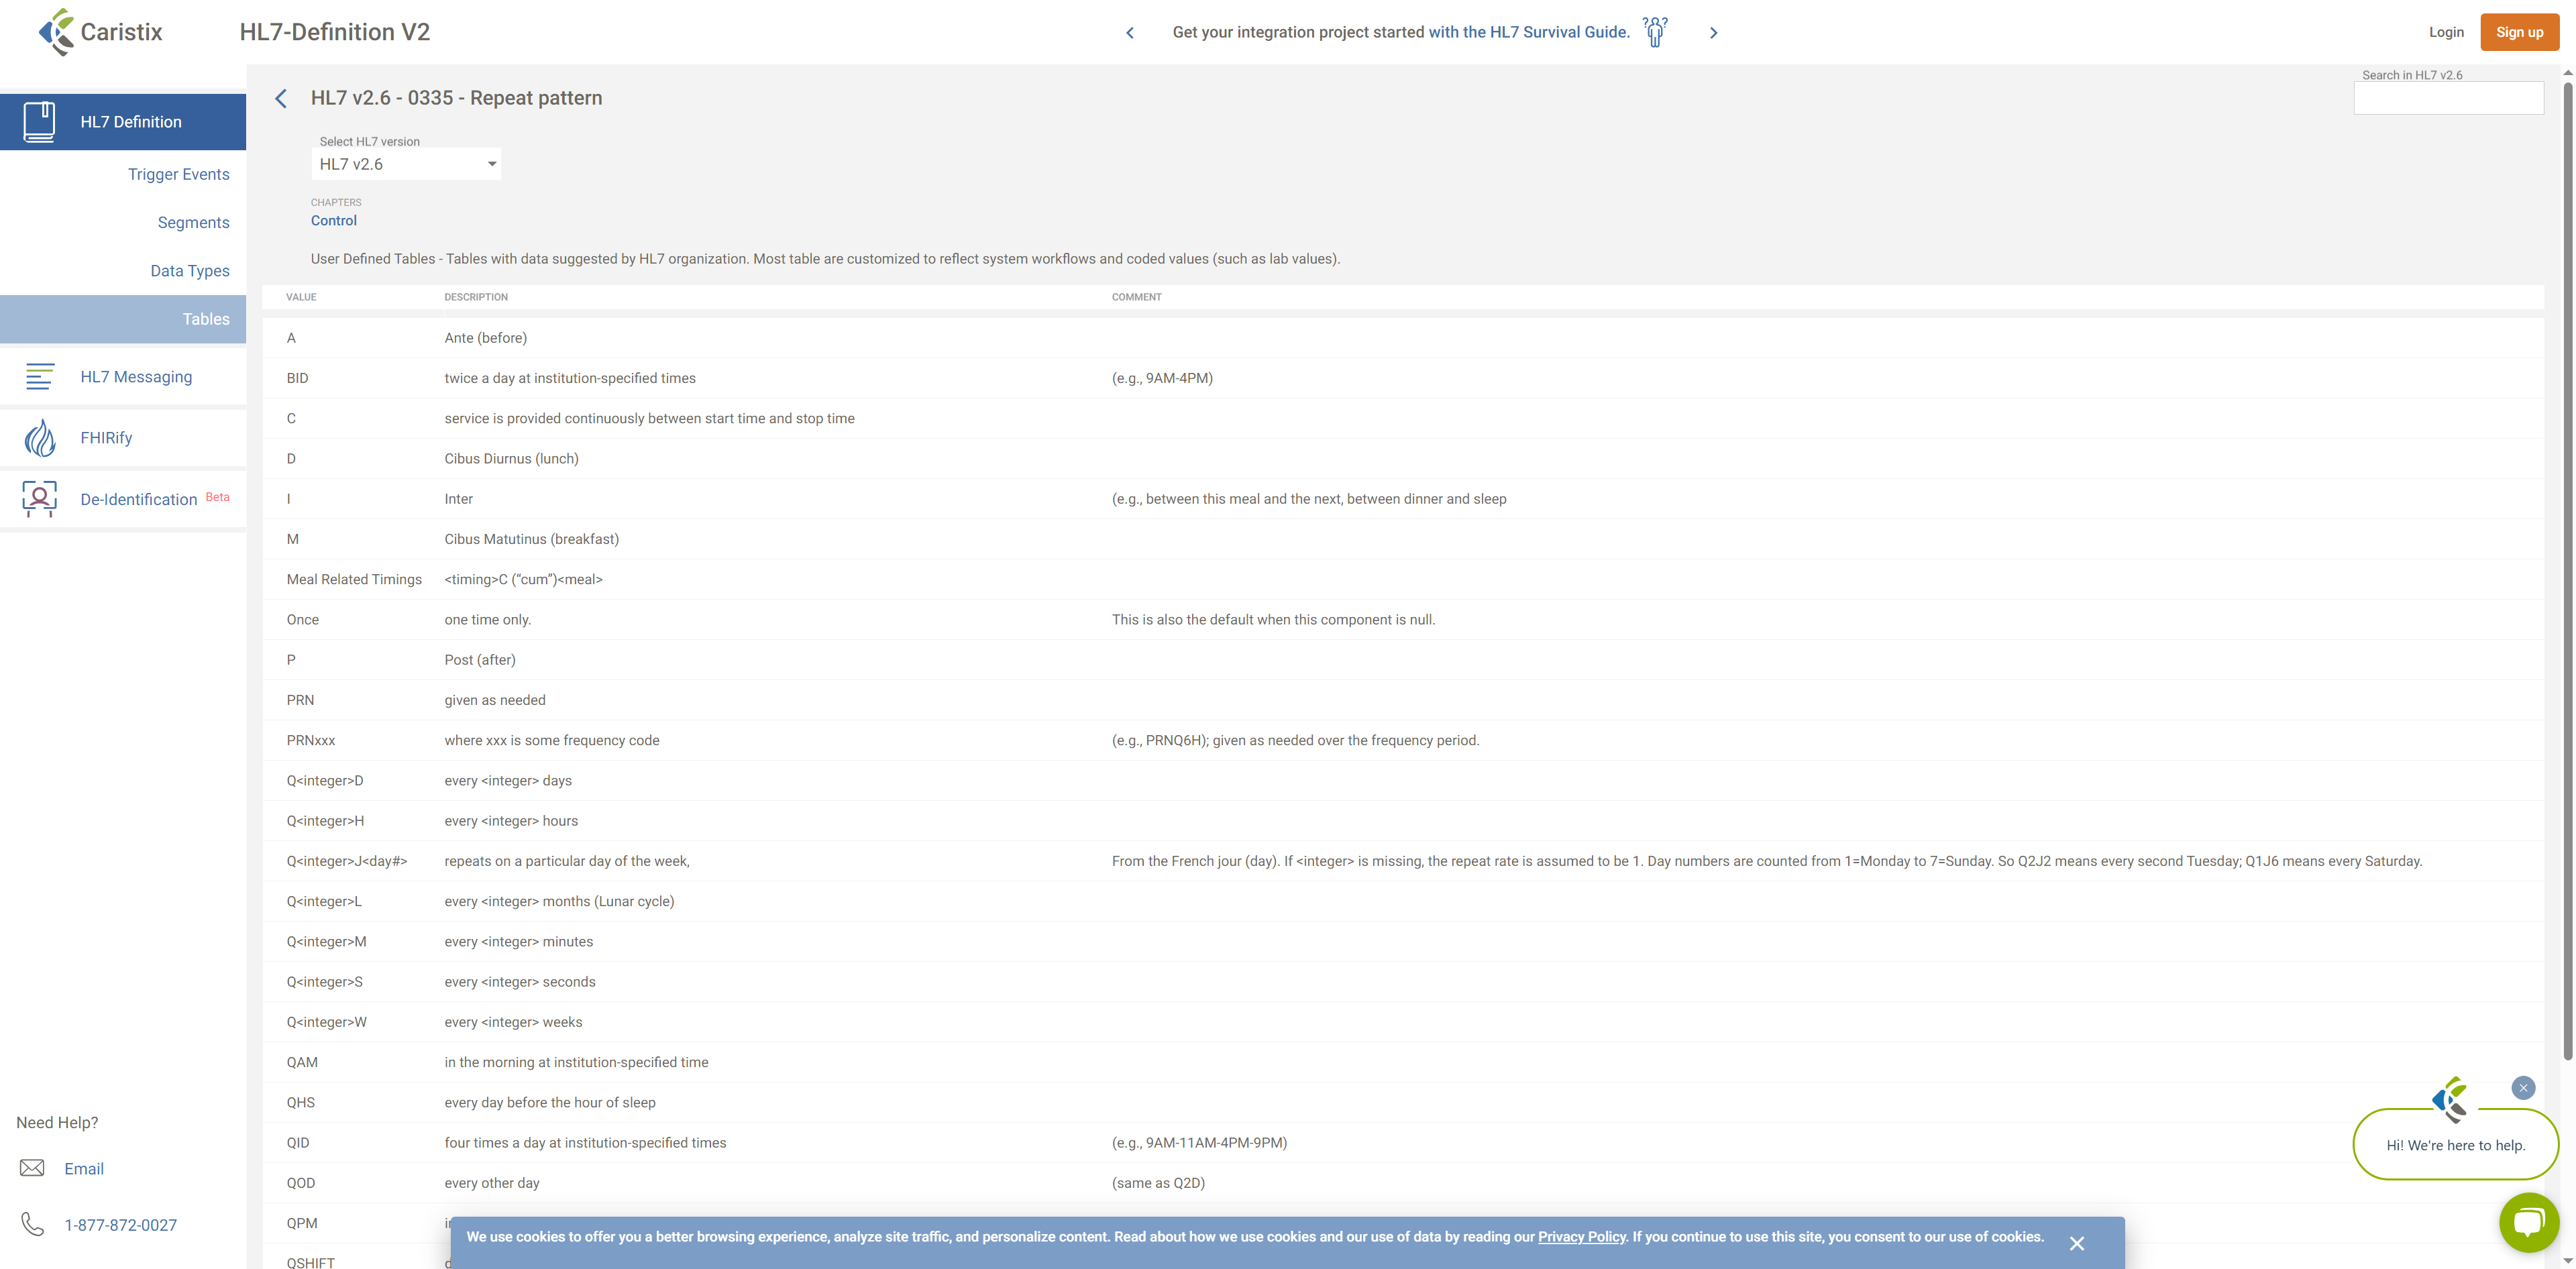 Caristix
HL7-Definition V2
Get your integration project started with the HL7 Survival Guide.
Login
Sign up
HL7 Definition
Trigger Events
Segments
Data Types
Tables
HL7 Messaging
FHIRify
De-Identification Beta
Need Help?
Email
1-877-872-0027
HL7 v2.6 - 0335 - Repeat pattern
Search in HL7 v2.6
Select HL7 version
HL7 v2.6
CHAPTERS
Control
User Defined Tables - Tables with data suggested by HL7 organization. Most table are customized to reflect system workflows and coded values (such as lab values).
VALUE DESCRIPTION COMMENT
A Ante (before)
BID twice a day at institution-specified times (e.g., 9AM-4PM)
C service is provided continuously between start time and stop time
D Cibus Diurnus (lunch)
I Inter (e.g., between this meal and the next, between dinner and sleep
M Cibus Matutinus (breakfast)
Meal Related Timings <timing>C (“cum”)<meal>
Once one time only. This is also the default when this component is null.
P Post (after)
PRN given as needed
PRNxxx where xxx is some frequency code (e.g., PRNQ6H); given as needed over the frequency period.
Q<integer>D every <integer> days
Q<integer>H every <integer> hours
Q<integer>J<day#> repeats on a particular day of the week, From the French jour (day). If <integer> is missing, the repeat rate is assumed to be 1. Day numbers are counted from 1=Monday to 7=Sunday. So Q2J2 means every second Tuesday; Q1J6 means every Saturday.
Q<integer>L every <integer> months (Lunar cycle)
Q<integer>M every <integer> minutes
Q<integer>S every <integer> seconds
Q<integer>W every <integer> weeks
QAM in the morning at institution-specified time
QHS every day before the hour of sleep
QID four times a day at institution-specified times (e.g., 9AM-11AM-4PM-9PM)
QOD every other day (same as Q2D)
QPM
QSHIFT
Hi! We're here to help.
We use cookies to offer you a better browsing experience, analyze site traffic, and personalize content. Read about how we use cookies and our use of data by reading our Privacy Policy. If you continue to use this site, you consent to our use of cookies.